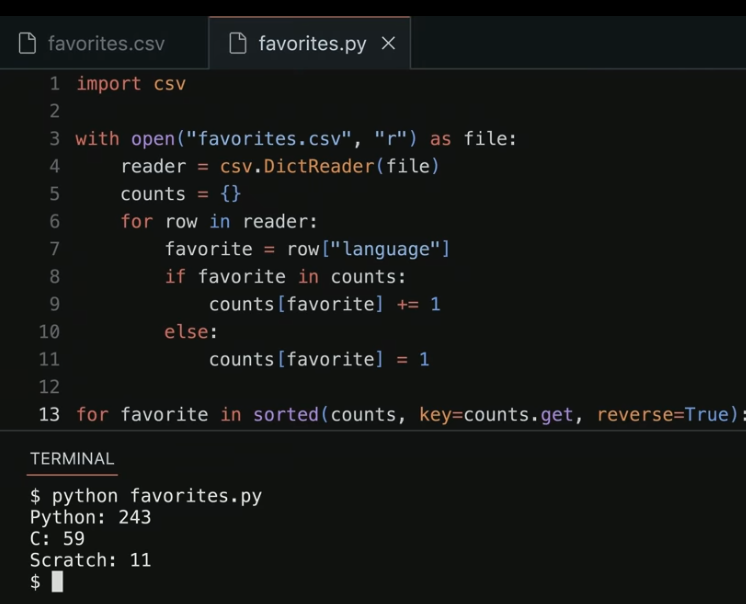 favorites.csv
favorites.py ×
1 import csv
2
3 with open("favorites.csv", "r") as file:
4     reader = csv.DictReader(file)
5     counts = {}
6     for row in reader:
7         favorite = row["language"]
8         if favorite in counts:
9             counts[favorite] += 1
10         else:
11             counts[favorite] = 1
12
13 for favorite in sorted(counts, key=counts.get, reverse=True):
TERMINAL
$ python favorites.py
Python: 243
C: 59
Scratch: 11
$